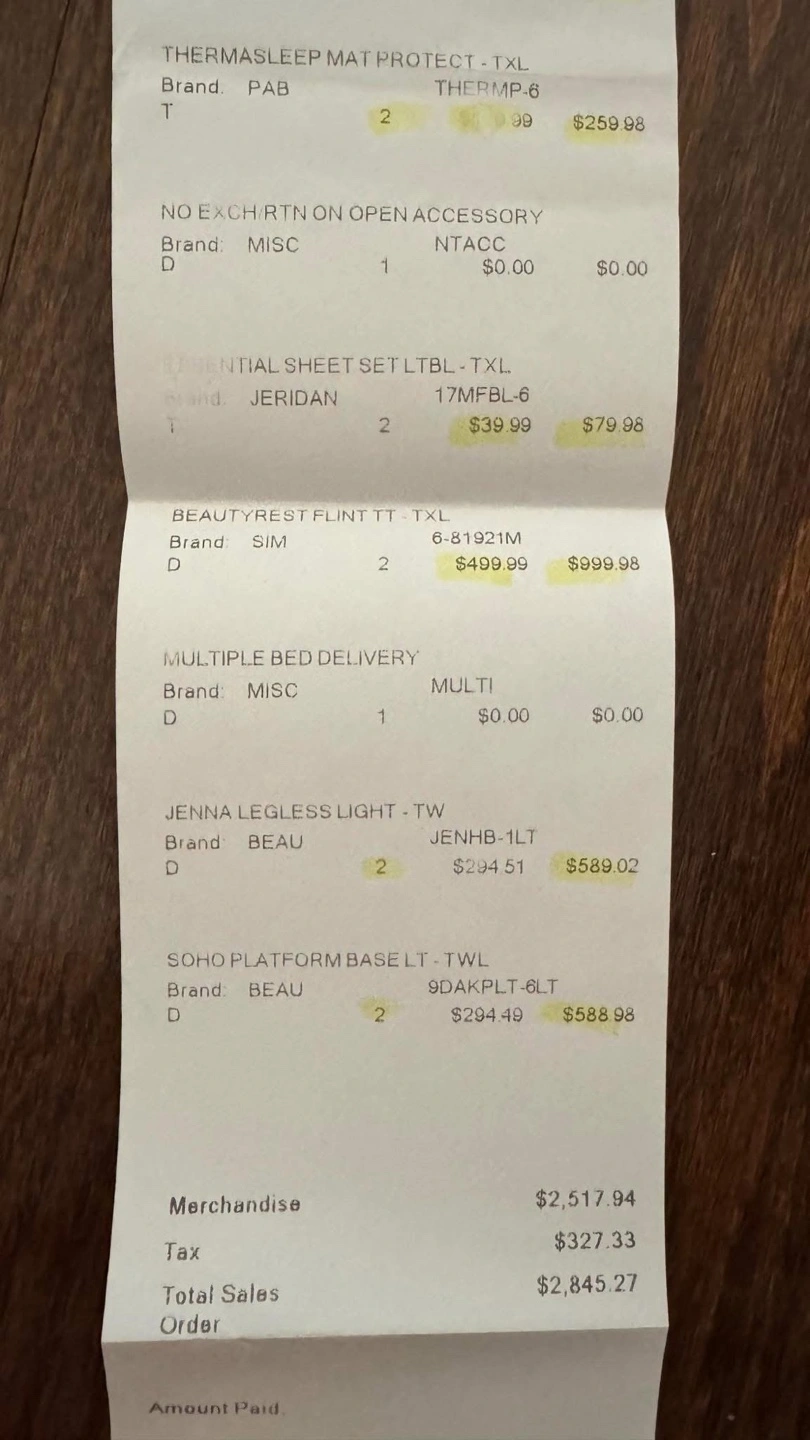 THERMASLEEP MAT PROTECT - TXL
Brand: PAB THERMP-6
T 2 99 $259.98
NO EXCH/RTN ON OPEN ACCESSORY
Brand: MISC NTACC
D 1 $0.00 $0.00
ENTIAL SHEET SET LTBL - TXL
Brand: JERIDAN 17MFBL-6
T 2 $39.99 $79.98
BEAUTYREST FLINT TT - TXL
Brand: SIM 6-81921M
D 2 $499.99 $999.98
MULTIPLE BED DELIVERY
Brand: MISC MULTI
D 1 $0.00 $0.00
JENNA LEGLESS LIGHT - TW
Brand: BEAU JENHB-1LT
D 2 $294.51 $589.02
SOHO PLATFORM BASE LT - TWL
Brand: BEAU 9DAKPLT-6LT
D 2 $294.49 $588.98
Merchandise $2,517.94
Tax $327.33
Total Sales $2,845.27
Order
Amount Paid.